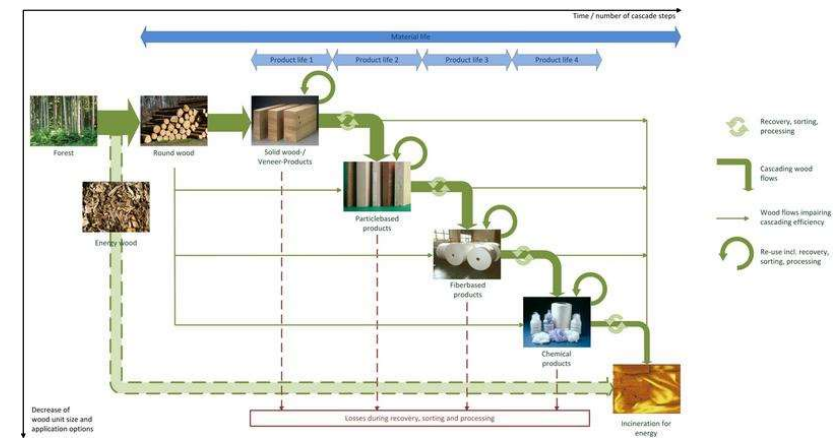 Time / number of cascade steps
Material life
Product life 1
Product life 2
Product life 3
Product life 4
Forest
Round wood
Solid wood-/
Veneer-Products
Energy wood
Particlebased
products
Fiberbased
products
Chemical
products
Incineration for
energy
Losses during recovery, sorting and processing
Decrease of
wood unit size and
application options
Recovery, sorting,
processing
Cascading wood
flows
Wood flows impairing
cascading efficiency
Re-use incl. recovery,
sorting, processing